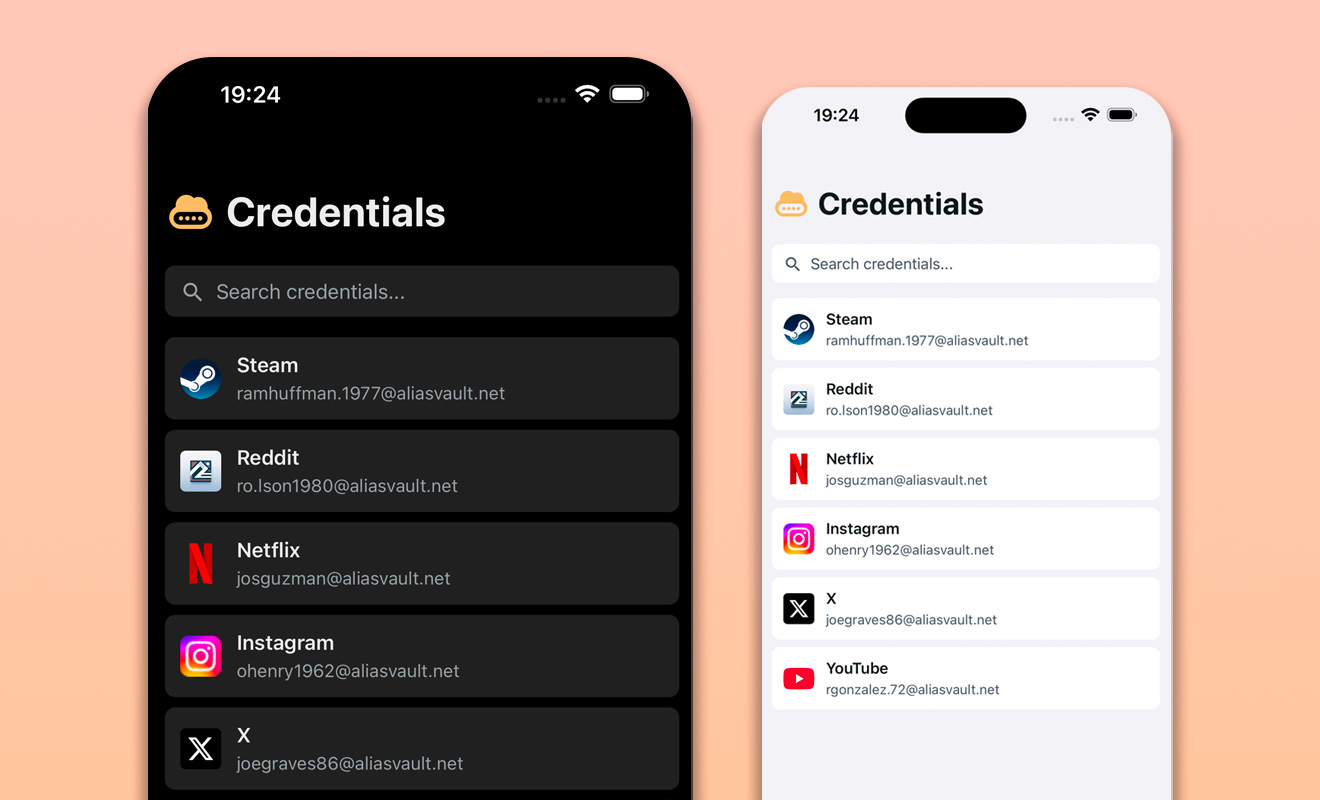 19:24
Credentials
Search credentials...
Steam
ramhuffman.1977@aliasvault.net
Reddit
ro.lson1980@aliasvault.net
Netflix
josguzman@aliasvault.net
Instagram
ohenry1962@aliasvault.net
X
joegraves86@aliasvault.net
19:24
Credentials
Search credentials...
Steam
ramhuffman.1977@aliasvault.net
Reddit
ro.lson1980@aliasvault.net
Netflix
josguzman@aliasvault.net
Instagram
ohenry1962@aliasvault.net
X
joegraves86@aliasvault.net
YouTube
rgonzalez.72@aliasvault.net